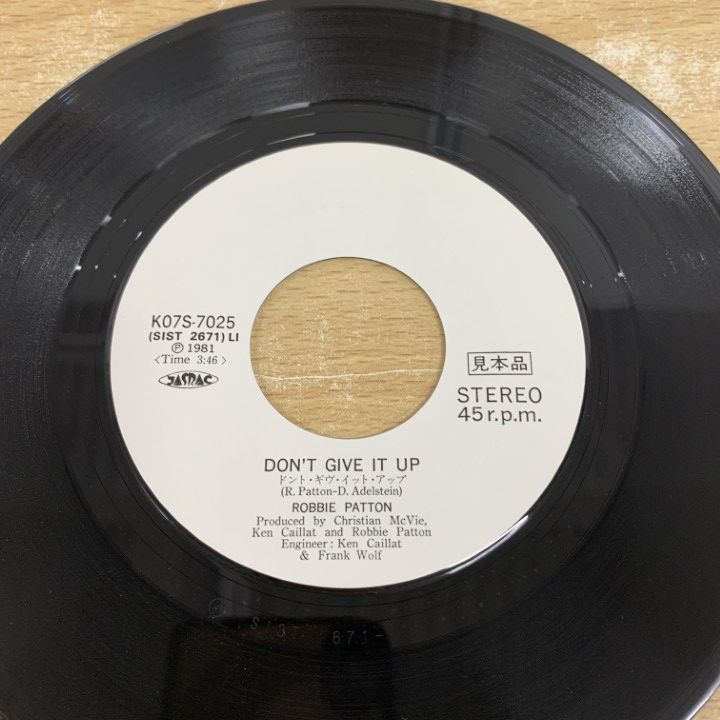 K07S-7025
(SIST 2671) LI
Ⓟ 1981
<Time 3:46>
JASRAC
見本品
STEREO
45 r.p.m.
DON'T GIVE IT UP
ドント・ギヴ・イット・アップ
(R. Patton-D. Adelstein)
ROBBIE PATTON
Produced by Christian McVie,
Ken Caillat and Robbie Patton
Engineer: Ken Caillat
& Frank Wolf